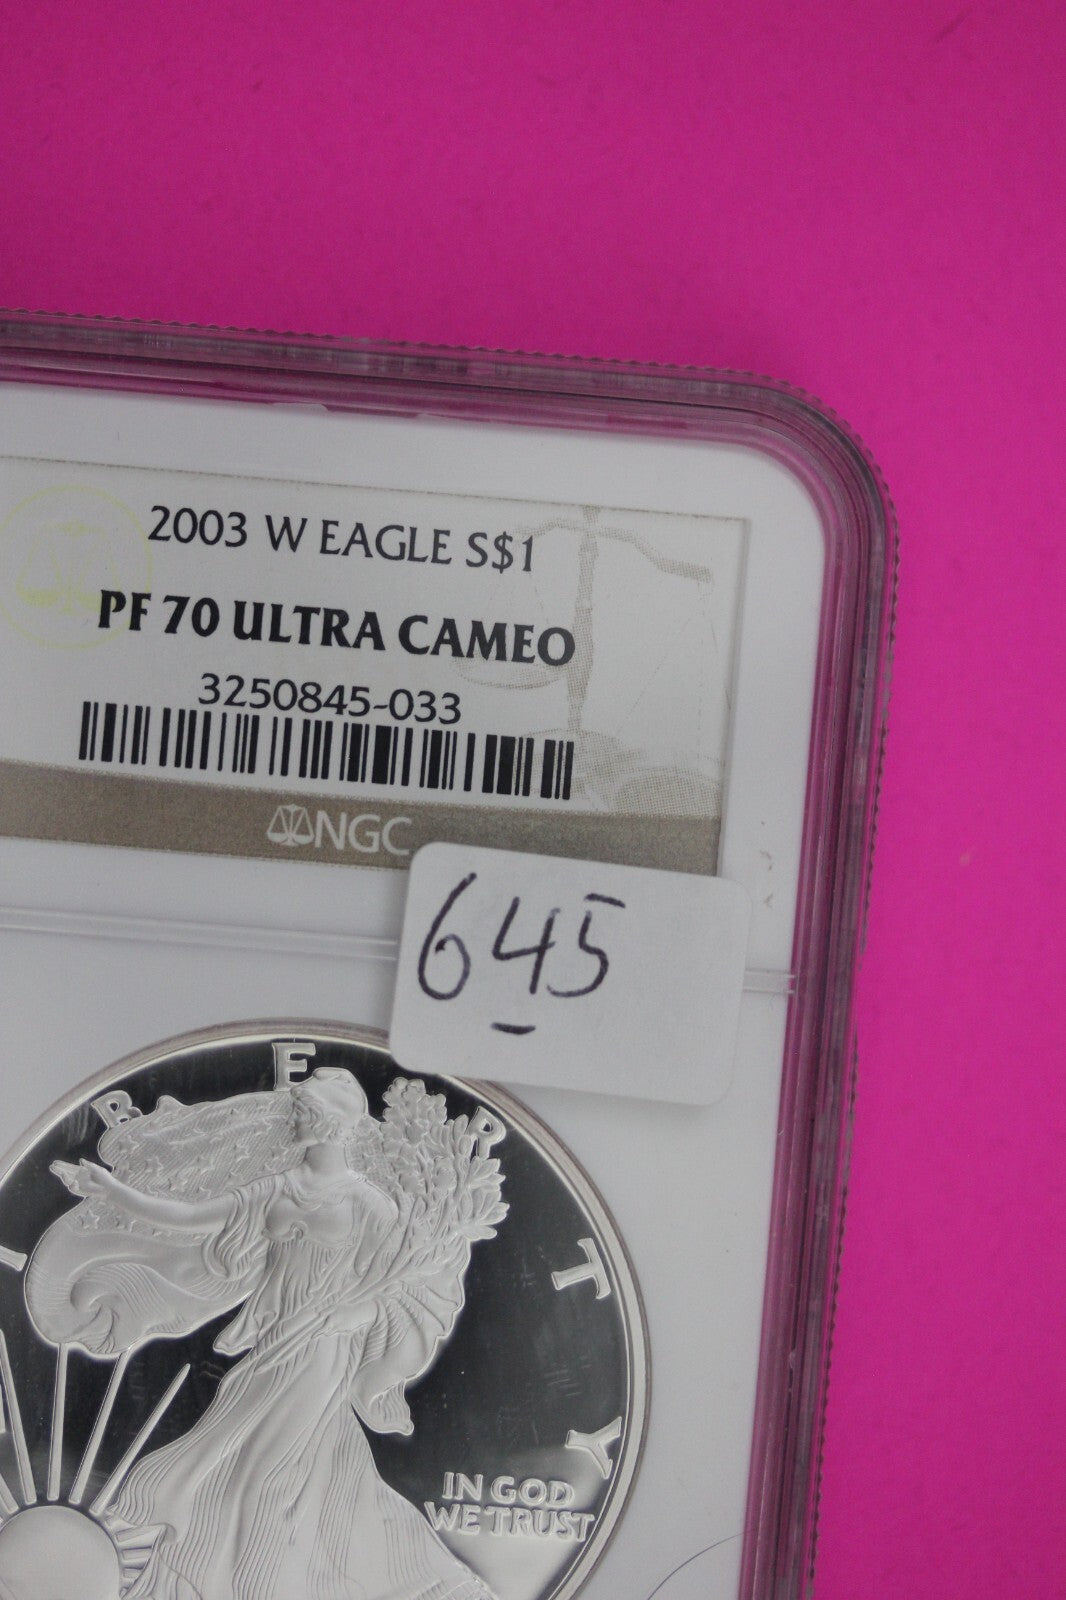 2003 W EAGLE S$1
PF 70 ULTRA CAMEO
3250845-033
NGC
645
LIBERTY
IN GOD
WE TRUST